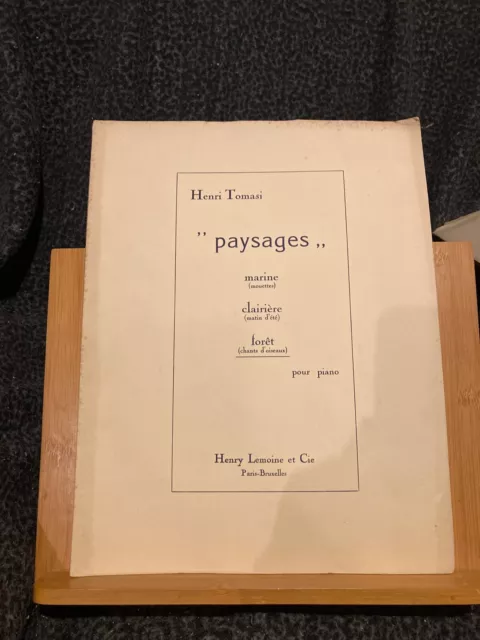 Henri Tomasi
" paysages "
marine
(mouettes)
clairière
(matin d'été)
forêt
(chants d'oiseaux)
pour piano
Henry Lemoine et Cie
Paris-Bruxelles